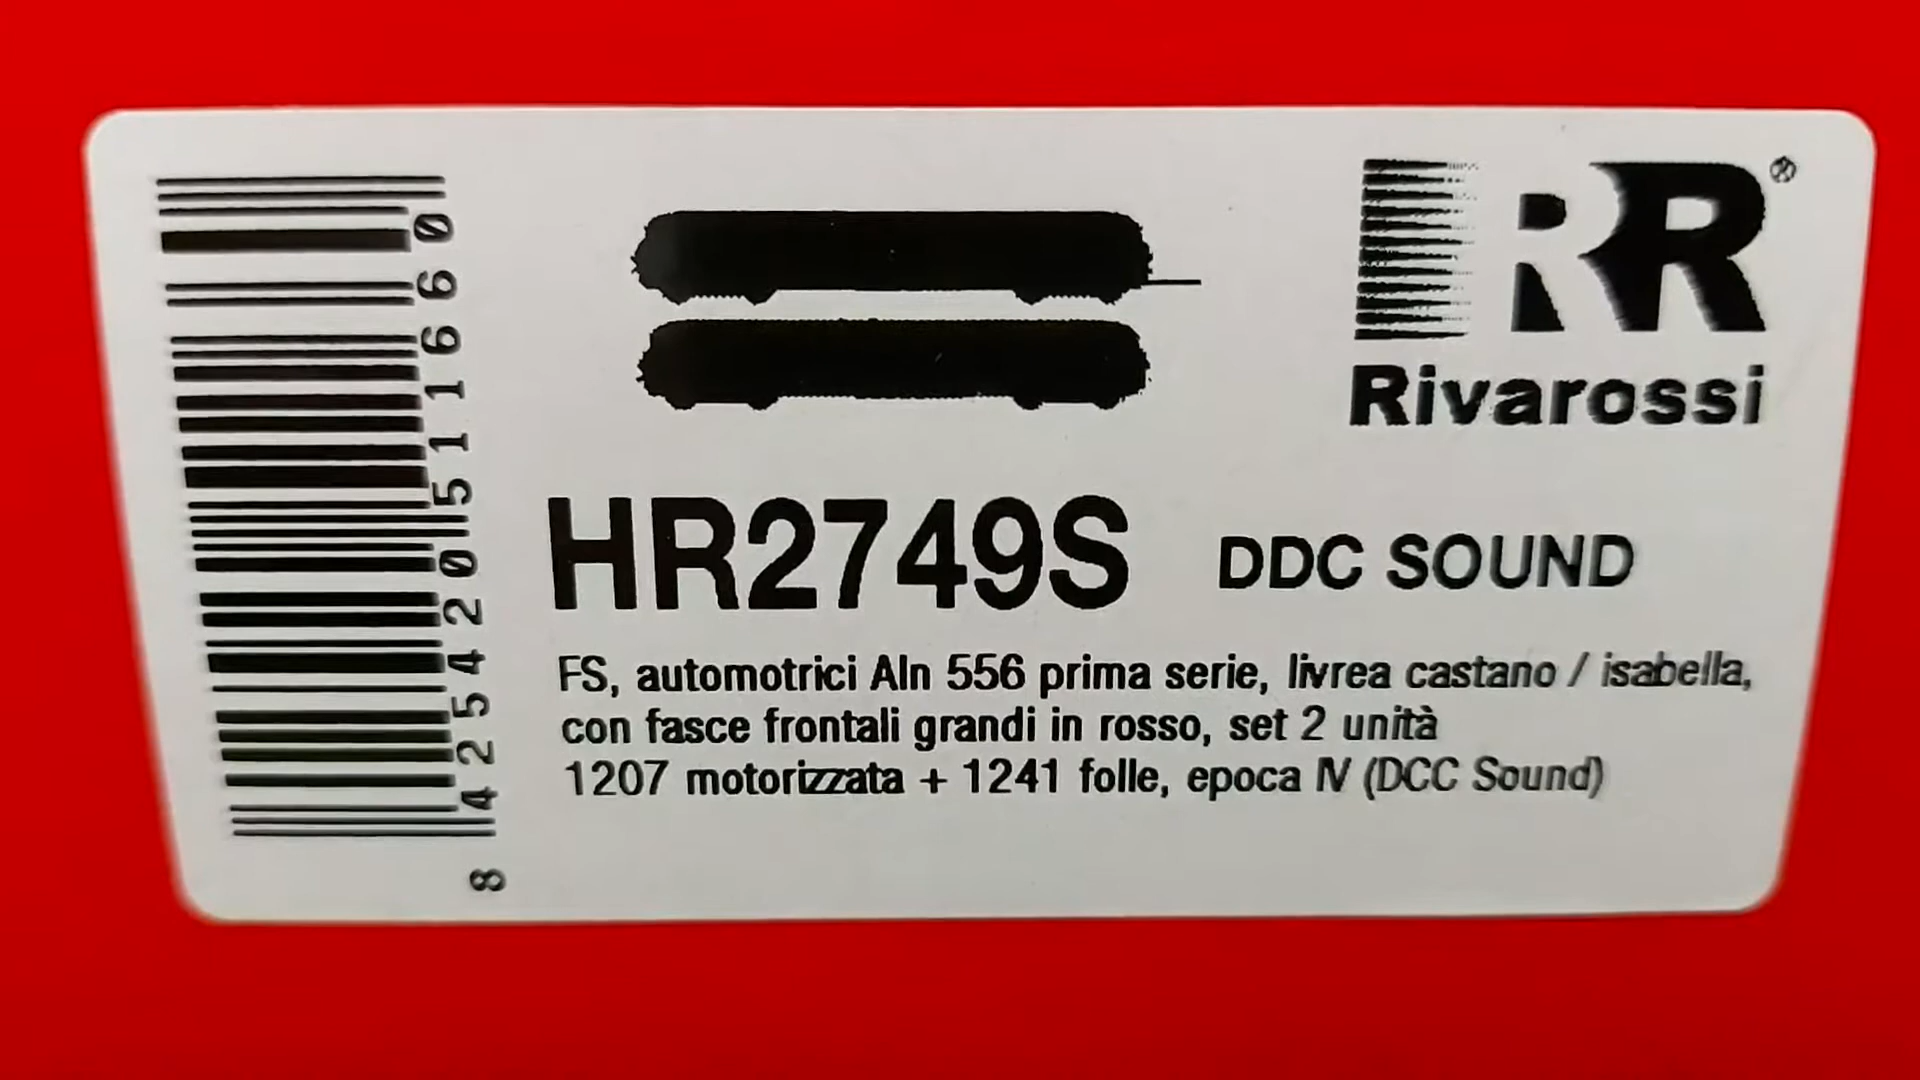 8 425420 511660
RR®
Rivarossi
HR2749S DDC SOUND
FS, automotrici Aln 556 prima serie, livrea castano / isabella,
con fasce frontali grandi in rosso, set 2 unità
1207 motorizzata + 1241 folle, epoca IV (DCC Sound)